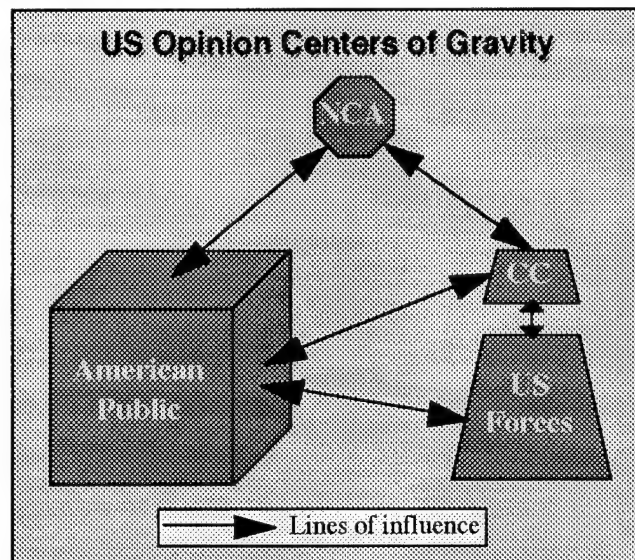 US Opinion Centers of Gravity
NCA
CC
American
Public
US
Forces
Lines of influence